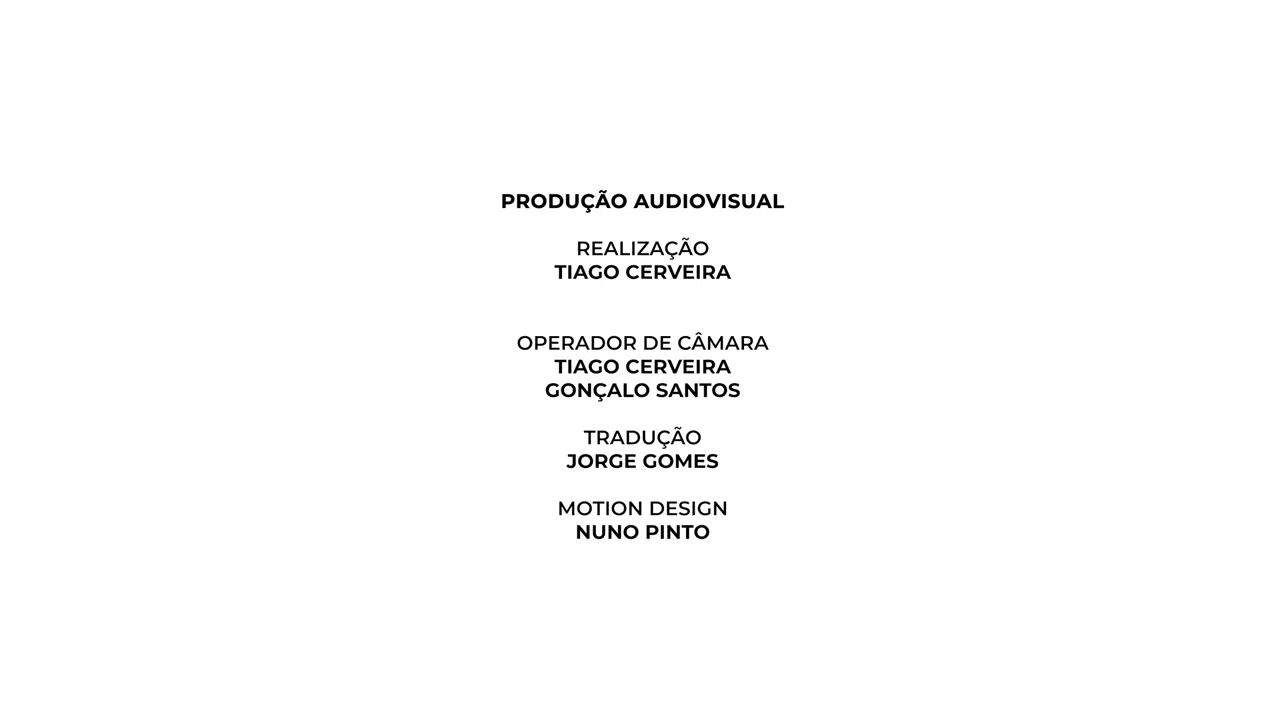 PRODUÇÃO AUDIOVISUAL
REALIZAÇÃO
TIAGO CERVEIRA
OPERADOR DE CÂMARA
TIAGO CERVEIRA
GONÇALO SANTOS
TRADUÇÃO
JORGE GOMES
MOTION DESIGN
NUNO PINTO